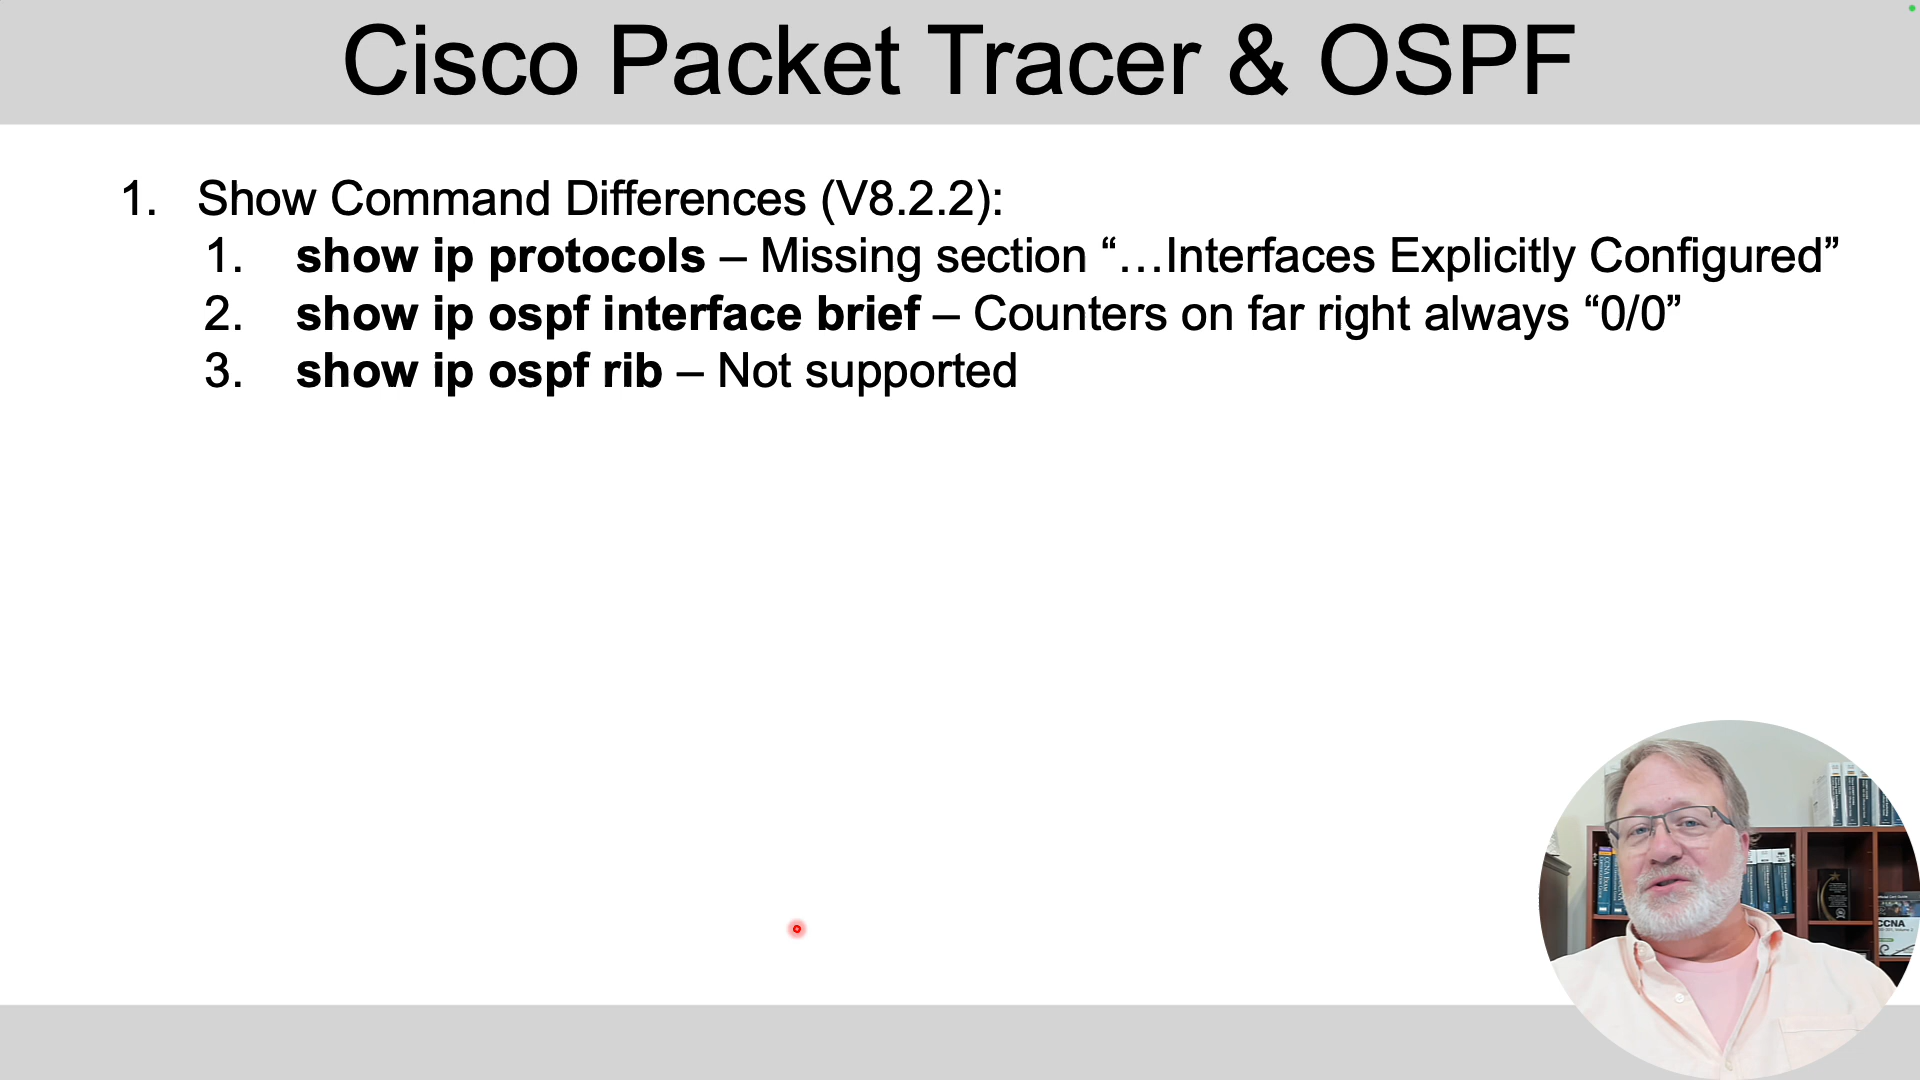 Cisco Packet Tracer & OSPF
1. Show Command Differences (V8.2.2):
1. show ip protocols – Missing section “…Interfaces Explicitly Configured”
2. show ip ospf interface brief – Counters on far right always “0/0”
3. show ip ospf rib – Not supported
CCNA